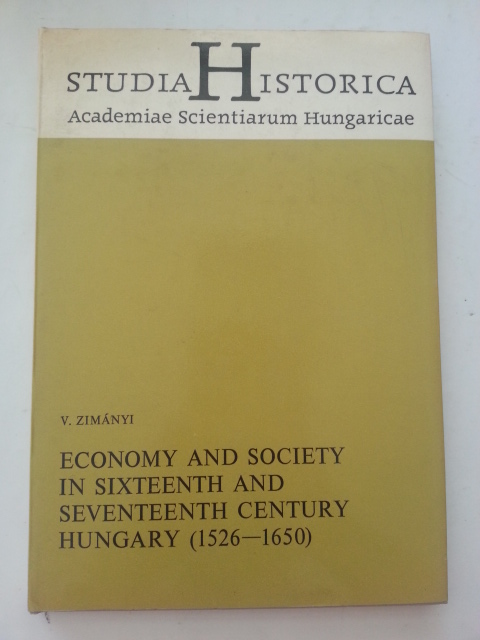 STUDIA HISTORICA
Academiae Scientiarum Hungaricae
V. ZIMÁNYI
ECONOMY AND SOCIETY
IN SIXTEENTH AND
SEVENTEENTH CENTURY
HUNGARY (1526—1650)